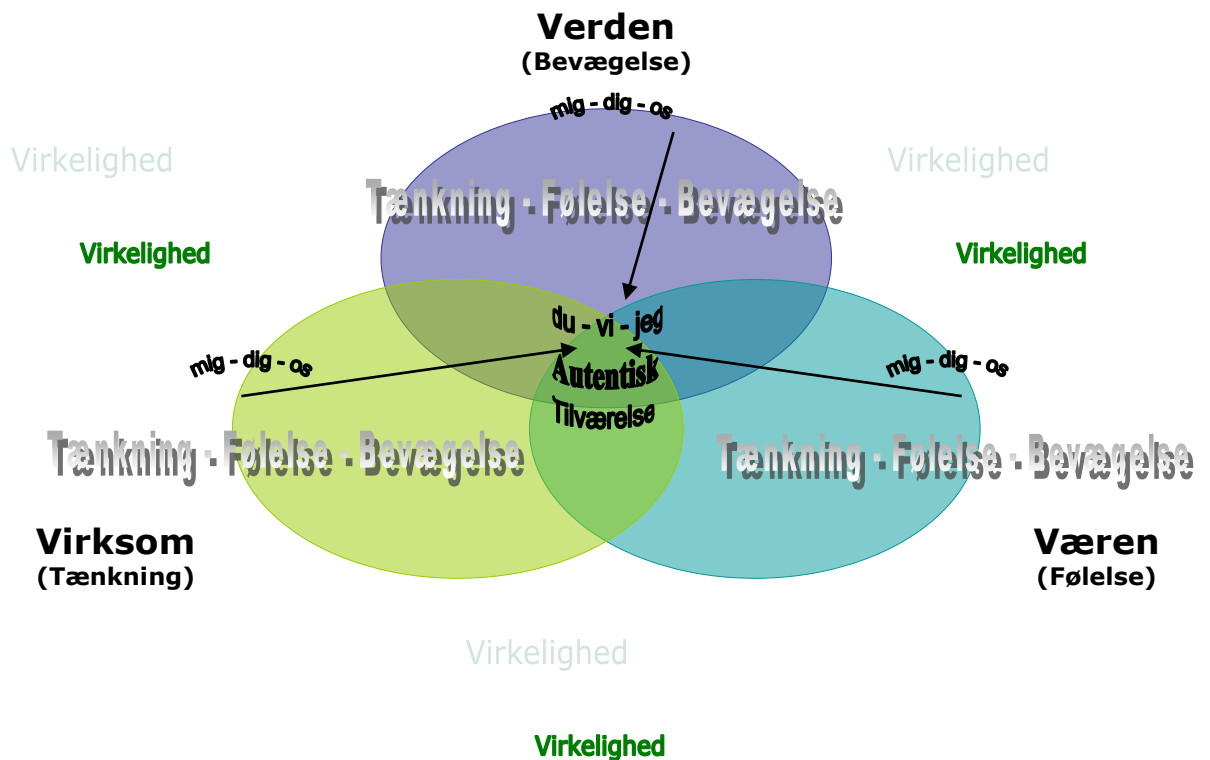 Verden
(Bevægelse)
mig - dig - os
Virkelighed
Virkelighed
Tænkning - Følelse - Bevægelse
Virkelighed
Virkelighed
du - vi - jeg
mig - dig - os
mig - dig - os
Autentisk
Tilværelse
Tænkning - Følelse - Bevægelse
Tænkning - Følelse - Bevægelse
Virksom
(Tænkning)
Væren
(Følelse)
Virkelighed
Virkelighed